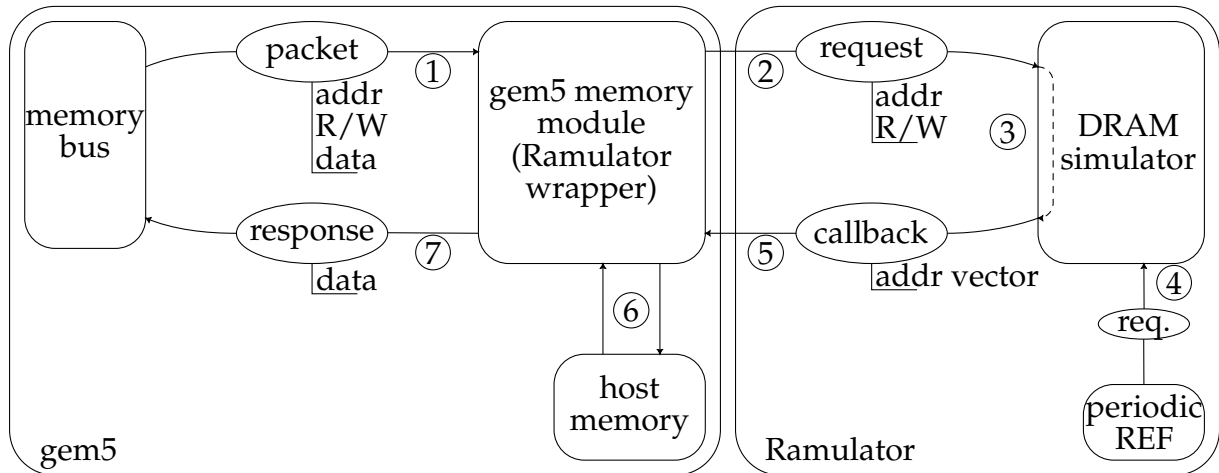 packet
①
addr
R/W
data
memory
bus
gem5 memory
module
(Ramulator
wrapper)
②
request
addr
R/W
③
DRAM
simulator
response
⑦
data
⑤
callback
addr vector
④
req.
⑥
host
memory
periodic
REF
gem5
Ramulator